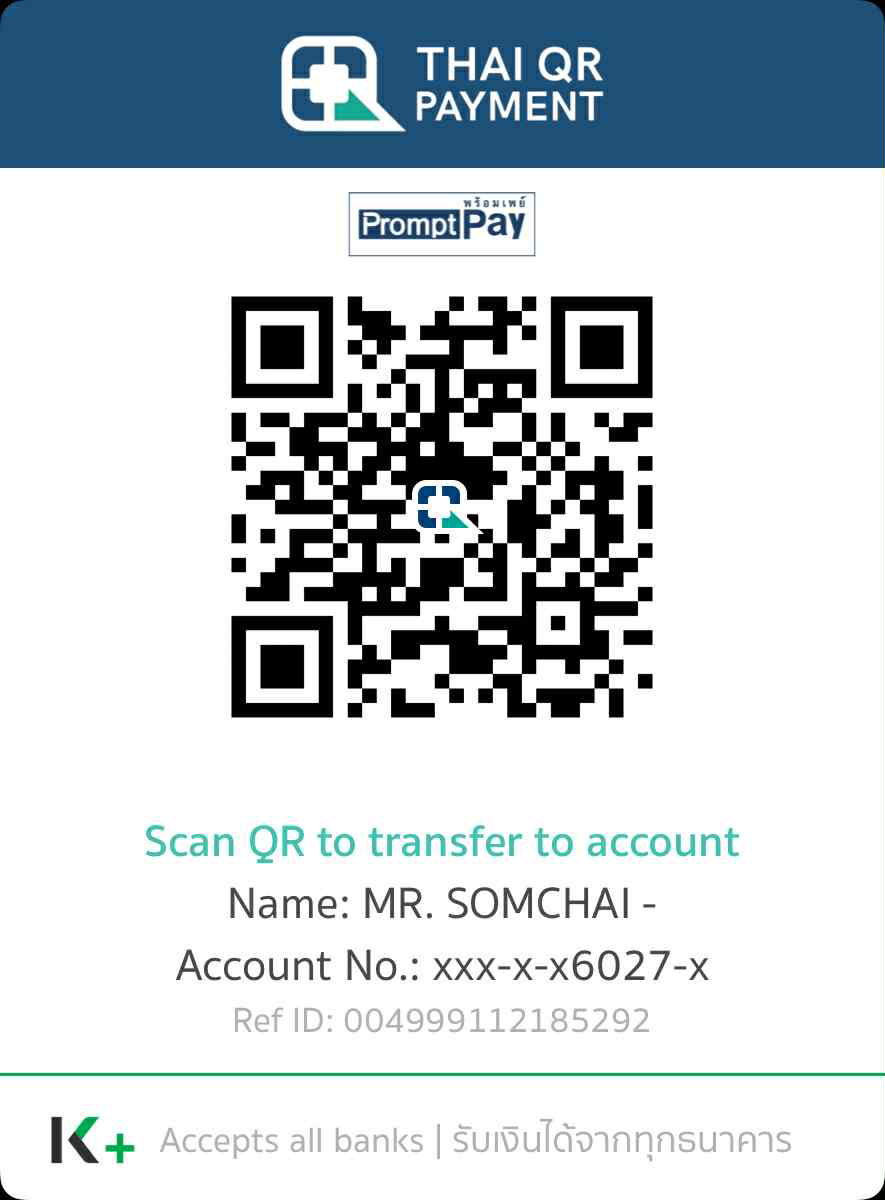 THAI QR
PAYMENT
พร้อมเพย์
PromptPay
Scan QR to transfer to account
Name: MR. SOMCHAI -
Account No.: xxx-x-x6027-x
Ref ID: 004999112185292
K+ Accepts all banks | รับเงินได้จากทุกธนาคาร